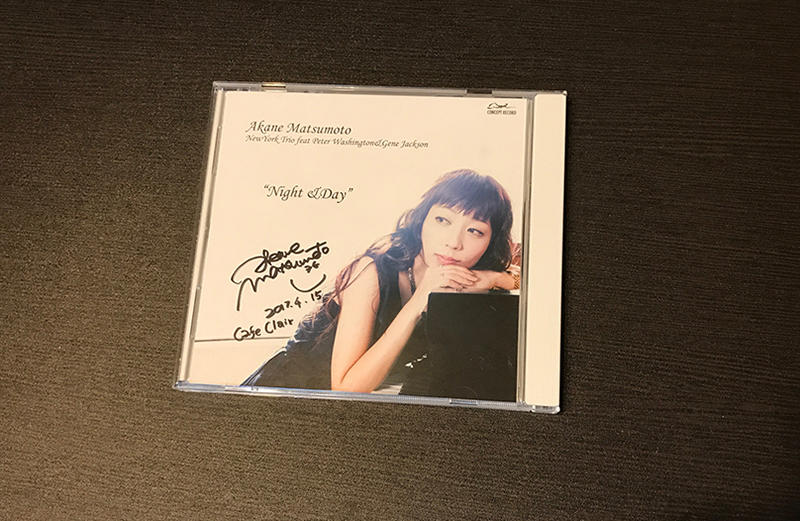 CONCEPT RECORD
Akane Matsumoto
NewYork Trio feat Peter Washington&Gene Jackson
"Night &Day"
Akane
Matsumoto
2017.4.15
Cafe Clair